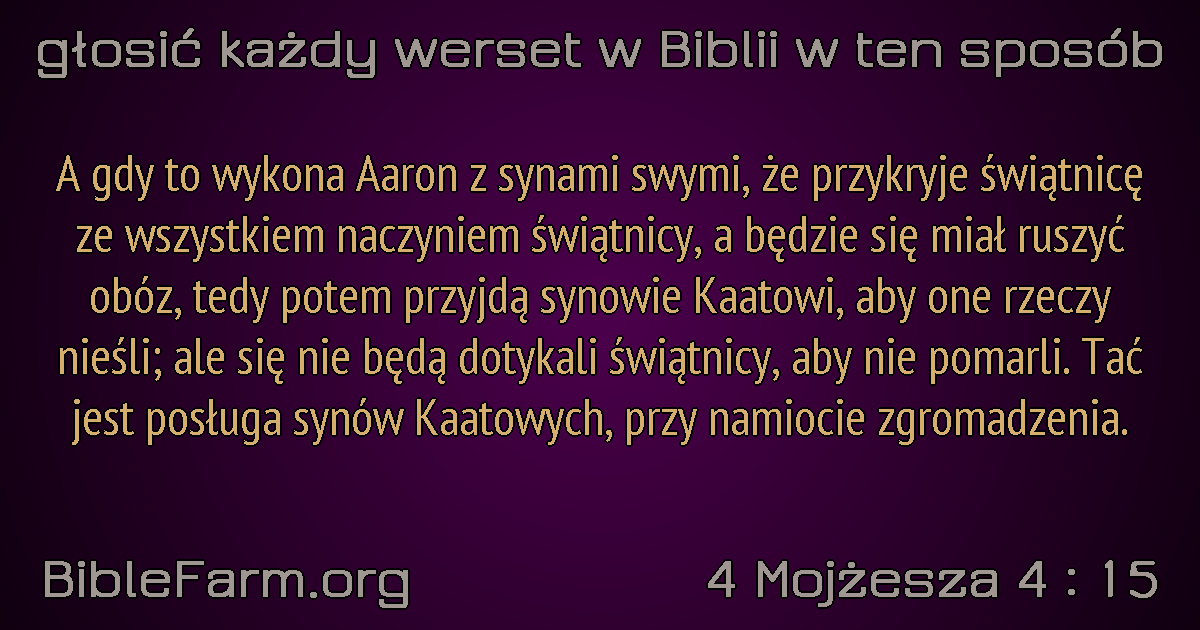 głosić każdy werset w Biblii w ten sposób
A gdy to wykona Aaron z synami swymi, że przykryje świątnicę
ze wszystkiem naczyniem świątnicy, a będzie się miał ruszyć
obóz, tedy potem przyjdą synowie Kaatowi, aby one rzeczy
nieśli; ale się nie będą dotykali świątnicy, aby nie pomarli. Tać
jest posługa synów Kaatowych, przy namiocie zgromadzenia.
BibleFarm.org
4 Mojżesza 4 : 15